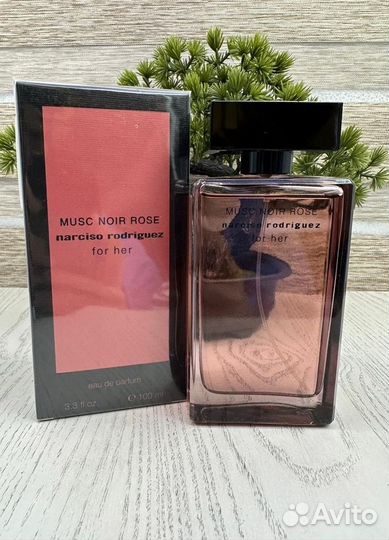 MUSC NOIR ROSE
narciso rodriguez
for her
eau de parfum
3.3 fl.oz. ℮ 100 ml
MUSC NOIR ROSE
narciso rodriguez
for her
Avito